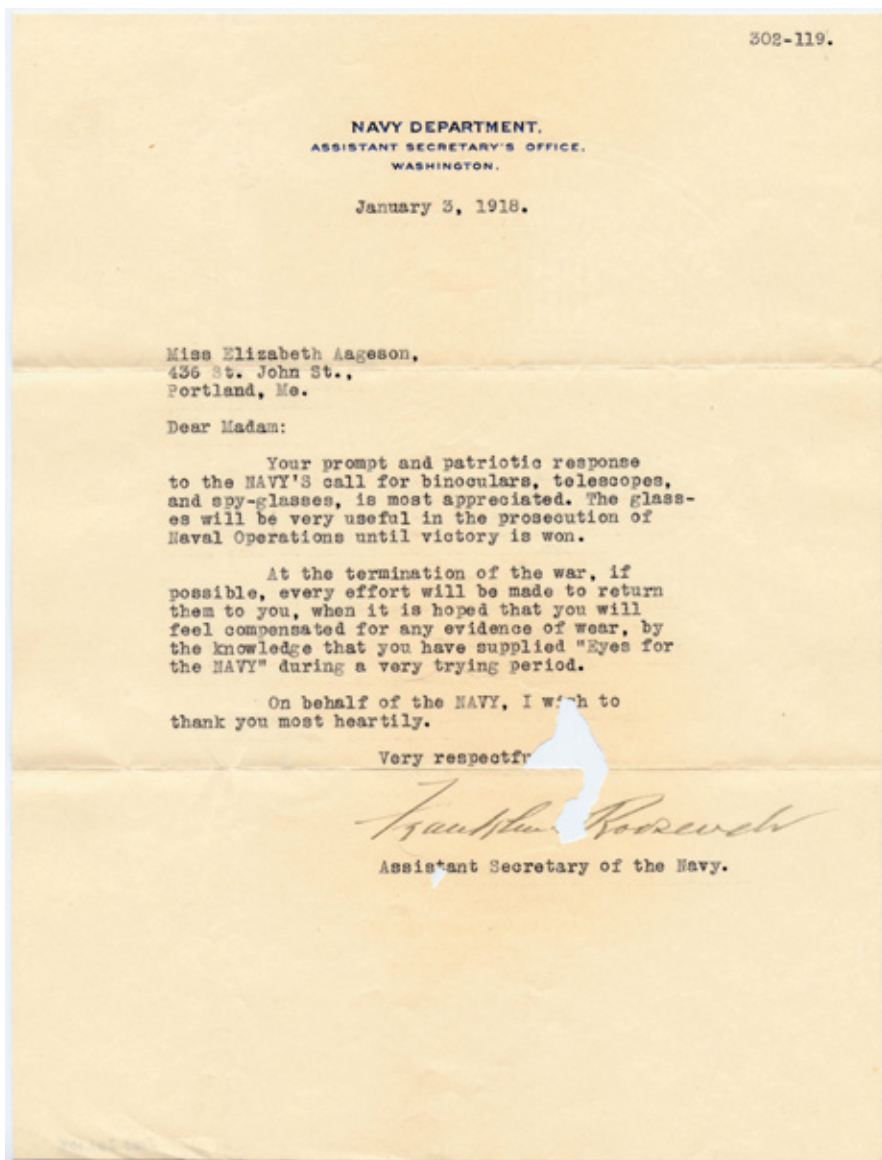 302-119.
NAVY DEPARTMENT,
ASSISTANT SECRETARY'S OFFICE,
WASHINGTON.
January 3, 1918.
Miss Elizabeth Aageson,
436 St. John St.,
Portland, Me.
Dear Madam:
Your prompt and patriotic response
to the NAVY'S call for binoculars, telescopes,
and spy-glasses, is most appreciated. The glass-
es will be very useful in the prosecution of
Naval Operations until victory is won.
At the termination of the war, if
possible, every effort will be made to return
them to you, when it is hoped that you will
feel compensated for any evidence of wear, by
the knowledge that you have supplied "Eyes for
the NAVY" during a very trying period.
On behalf of the NAVY, I wish to
thank you most heartily.
Very respectfu
Franklin Roosevelt
Assistant Secretary of the Navy.